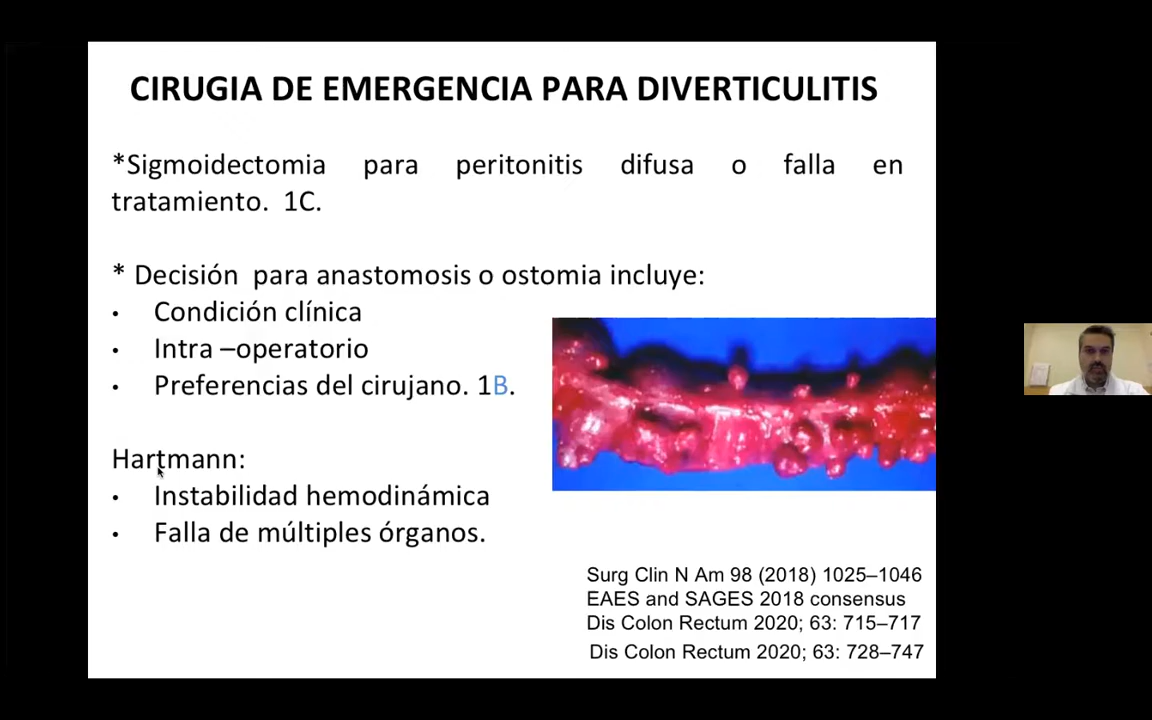 CIRUGIA DE EMERGENCIA PARA DIVERTICULITIS
*Sigmoidectomia para peritonitis difusa o falla en
tratamiento. 1C.
* Decisión para anastomosis o ostomia incluye:
• Condición clínica
• Intra –operatorio
• Preferencias del cirujano. 1B.
Hartmann:
• Instabilidad hemodinámica
• Falla de múltiples órganos.
Surg Clin N Am 98 (2018) 1025–1046
EAES and SAGES 2018 consensus
Dis Colon Rectum 2020; 63: 715–717
Dis Colon Rectum 2020; 63: 728–747